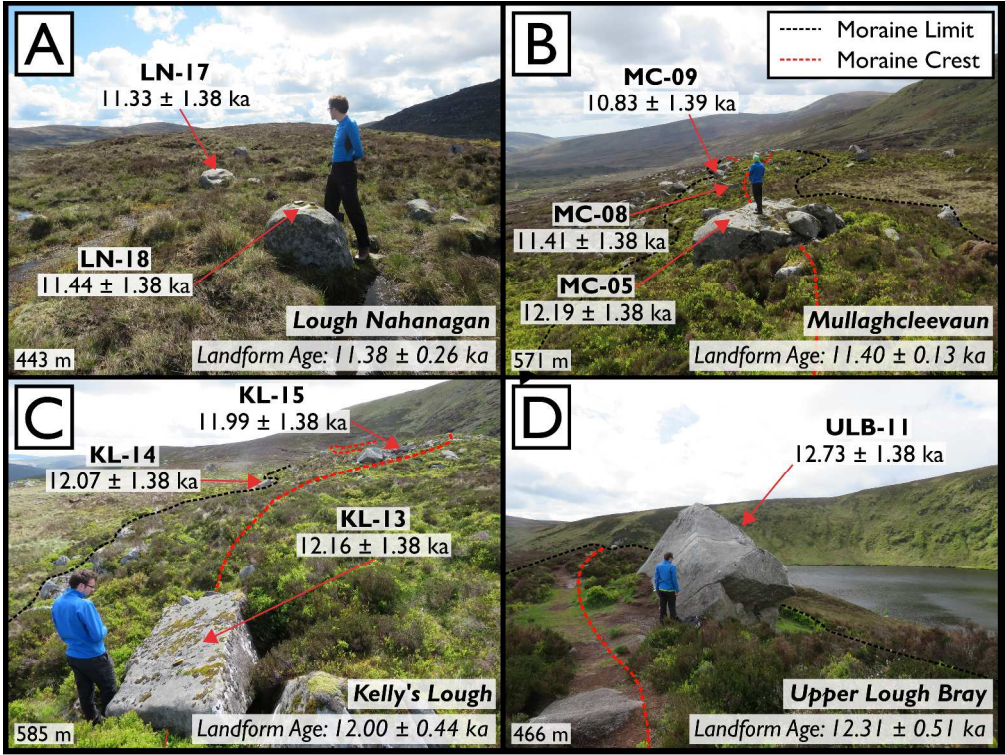 A
LN-17
11.33 ± 1.38 ka
LN-18
11.44 ± 1.38 ka
Lough Nahanagan
443 m
Landform Age: 11.38 ± 0.26 ka
B
Moraine Limit
Moraine Crest
MC-09
10.83 ± 1.39 ka
MC-08
11.41 ± 1.38 ka
MC-05
12.19 ± 1.38 ka
Mullaghcleevaun
571 m
Landform Age: 11.40 ± 0.13 ka
C
KL-15
11.99 ± 1.38 ka
KL-14
12.07 ± 1.38 ka
KL-13
12.16 ± 1.38 ka
Kelly's Lough
585 m
Landform Age: 12.00 ± 0.44 ka
D
ULB-11
12.73 ± 1.38 ka
Upper Lough Bray
466 m
Landform Age: 12.31 ± 0.51 ka